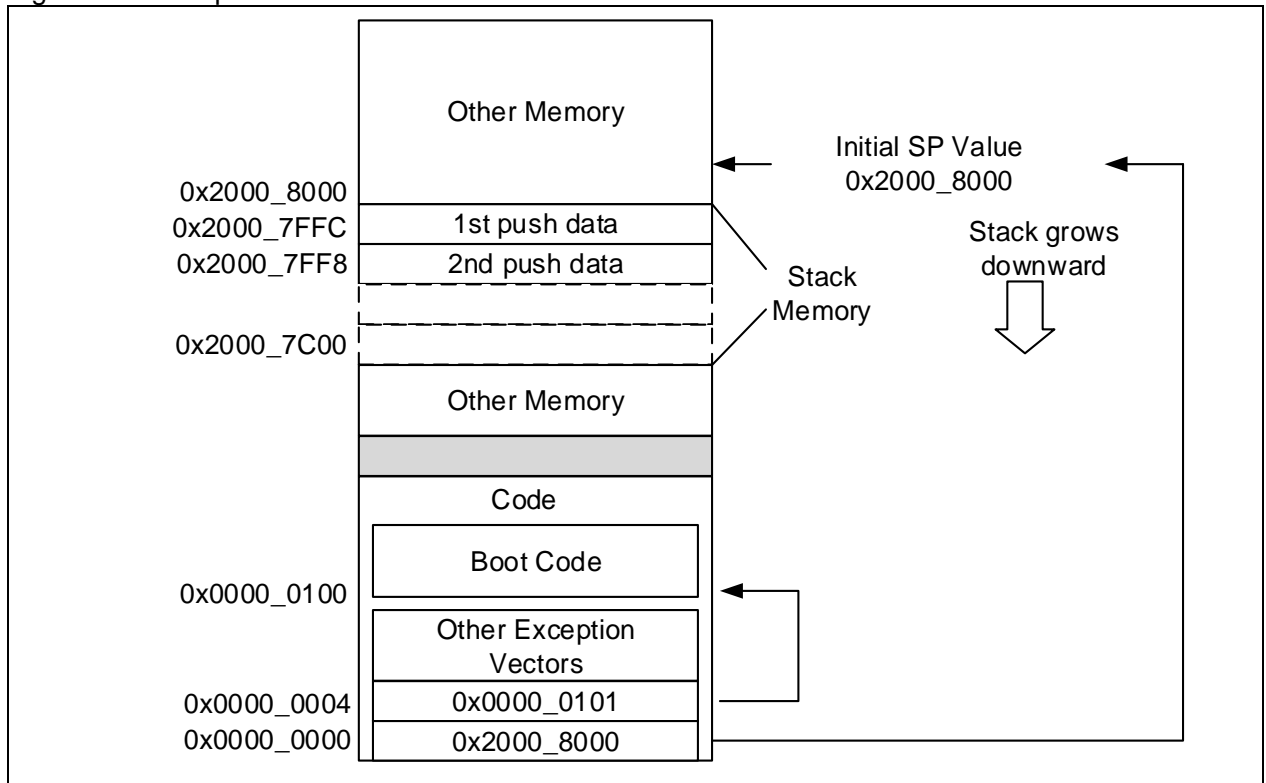 Other Memory
Initial SP Value
0x2000_8000
0x2000_8000
0x2000_7FFC
1st push data
Stack grows
downward
0x2000_7FF8
2nd push data
Stack
Memory
0x2000_7C00
Other Memory
Code
Boot Code
0x0000_0100
Other Exception
Vectors
0x0000_0004
0x0000_0101
0x0000_0000
0x2000_8000